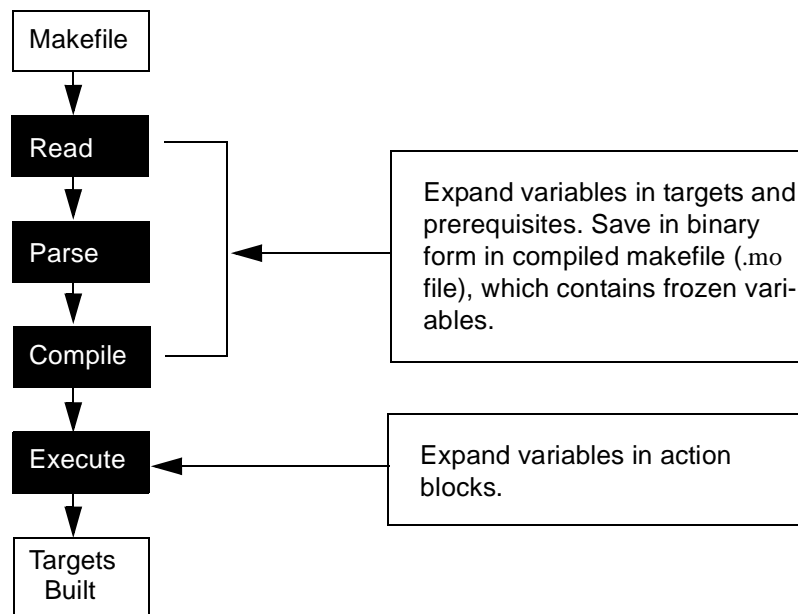 Makefile
Read
Parse
Compile
Execute
Targets
Built
Expand variables in targets and
prerequisites. Save in binary
form in compiled makefile (.mo
file), which contains frozen vari-
ables.
Expand variables in action
blocks.